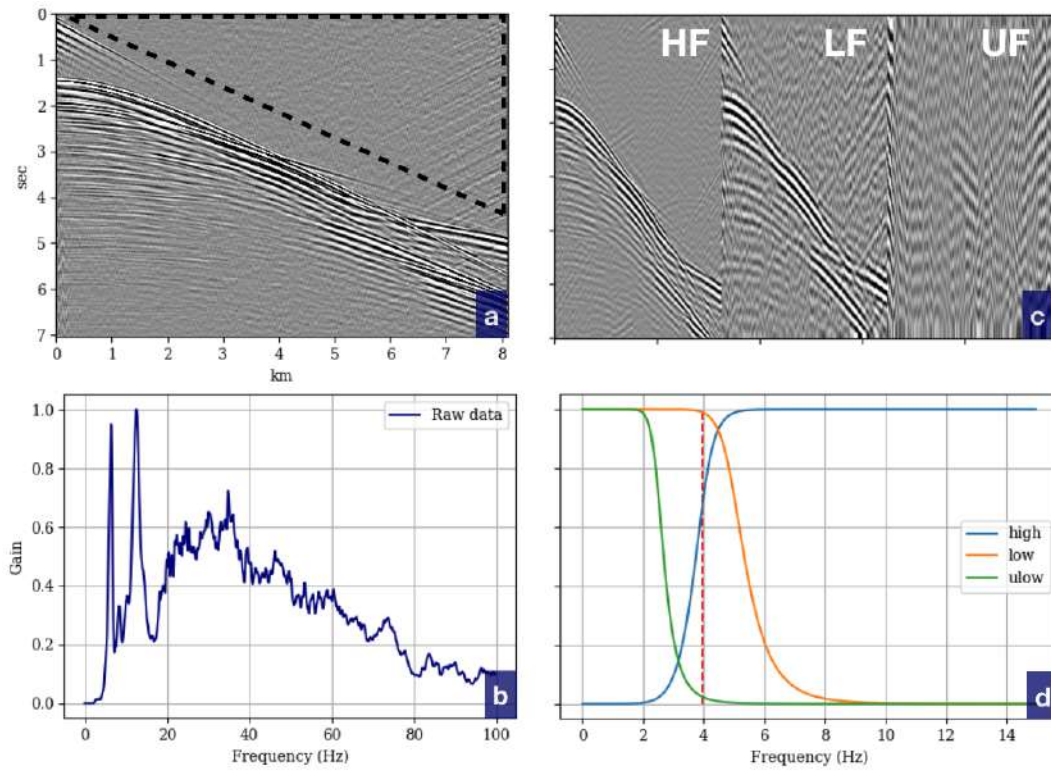 0
1
2
3
4
5
6
7
sec
0 1 2 3 4 5 6 7 8
km
a
HF LF UF
c
1.0
0.8
0.6
0.4
0.2
0.0
Gain
Raw data
0 20 40 60 80 100
Frequency (Hz)
b
high
low
ulow
0 2 4 6 8 10 12 14
Frequency (Hz)
d